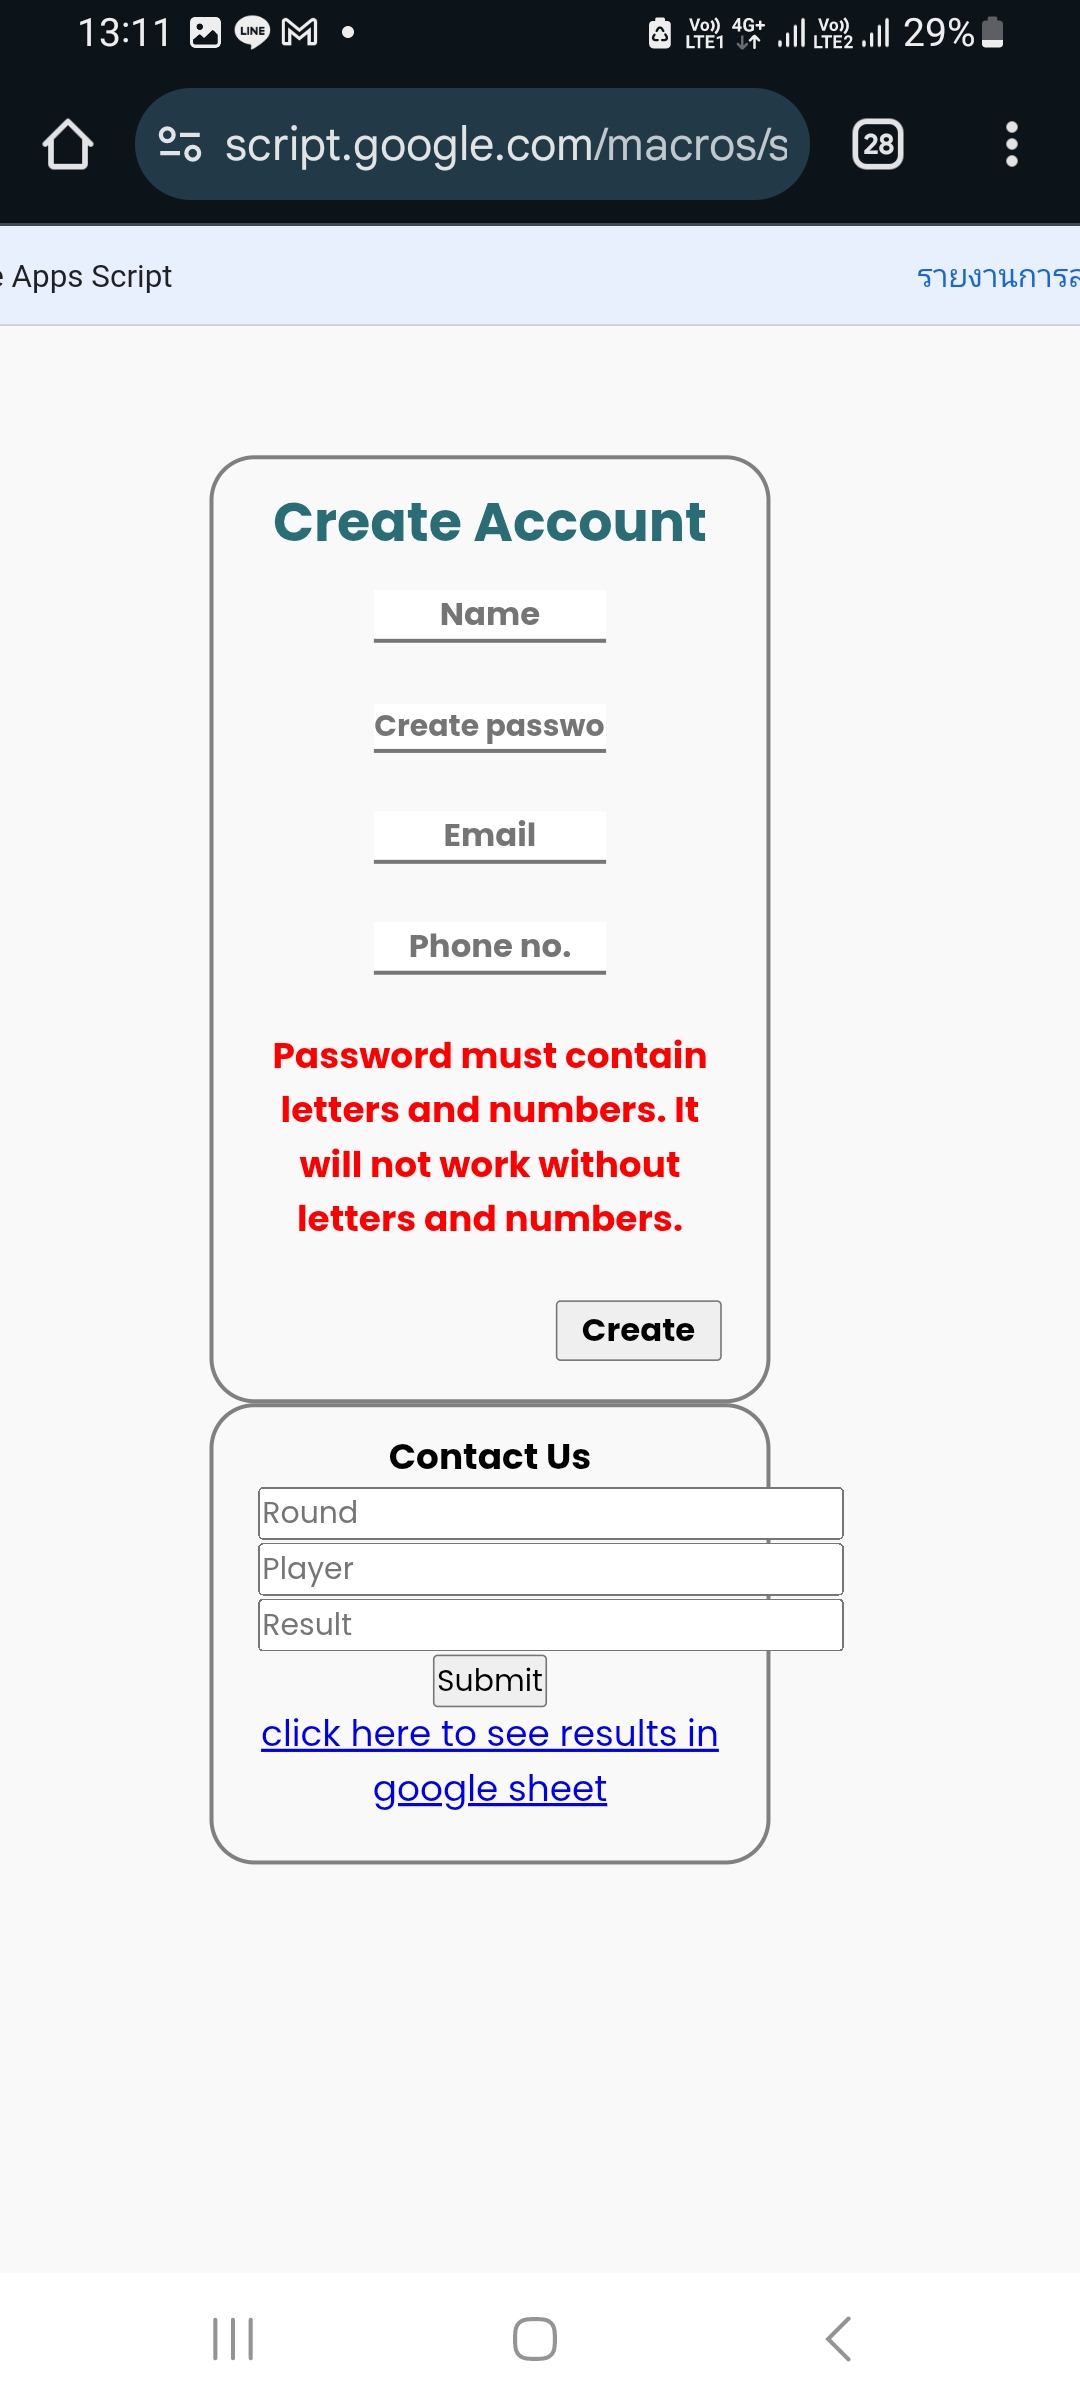 13:11 LINE Vo)) LTE1 4G+ Vo)) LTE2 29%
script.google.com/macros/s 28
e Apps Script รายงานการล
Create Account
Name
Create passwo
Email
Phone no.
Password must contain
letters and numbers. It
will not work without
letters and numbers.
Create
Contact Us
Round
Player
Result
Submit
click here to see results in
google sheet